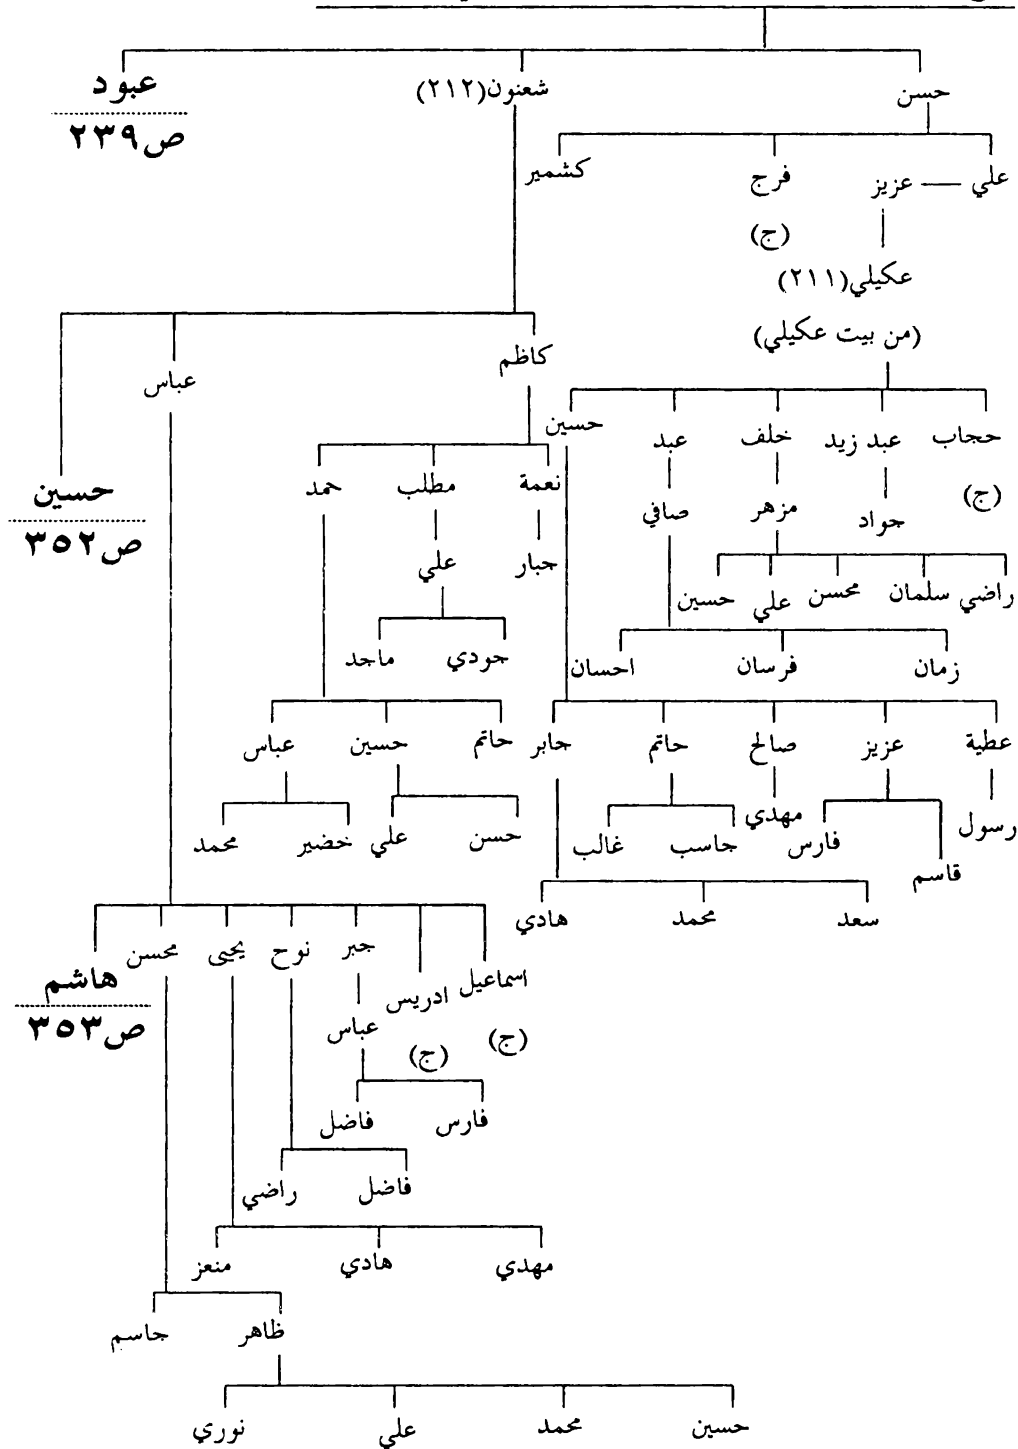 حسن شعنون(٢١٢) عبود
ص٢٣٩
علي عزيز فرج كشمير
(ج)
عكيلي(٢١١)
(من بيت عكيلي)
كاظم عباس حسين
ص٣٥٢
حجاب عبد زيد خلف عبد حسين
(ج)
نعمة مطلب حمد
جواد مزهر صافي
جبار علي
راضي سلمان محسن علي حسين
جودي ماجد
زمان فرسان احسان
عطية عزيز صالح حاتم جابر
حاتم حسين عباس
رسول قاسم فارس مهدي جاسب غالب
حسن علي خضير محمد
سعد محمد هادي
اسماعيل ادريس جبر نوح يحيى محسن هاشم
ص٣٥٣
(ج) (ج) عباس
فارس فاضل
فاضل راضي
مهدي هادي منعز
ظاهر جاسم
حسين محمد علي نوري